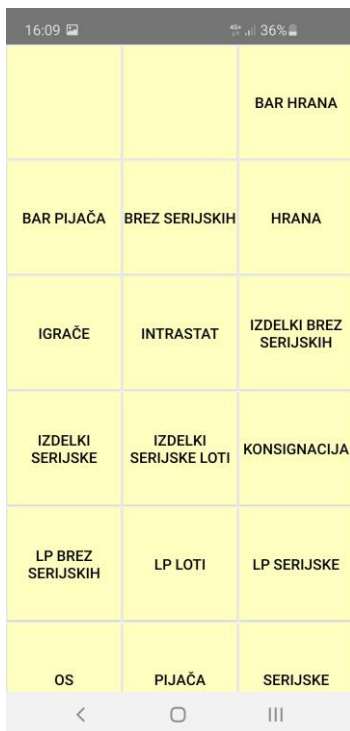 16:09 36%
BAR HRANA
BAR PIJAČA BREZ SERIJSKIH HRANA
IGRAČE INTRASTAT IZDELKI BREZ
SERIJSKIH
IZDELKI
SERIJSKE IZDELKI
SERIJSKE LOTI KONSIGNACIJA
LP BREZ
SERIJSKIH LP LOTI LP SERIJSKE
OS PIJAČA SERIJSKE